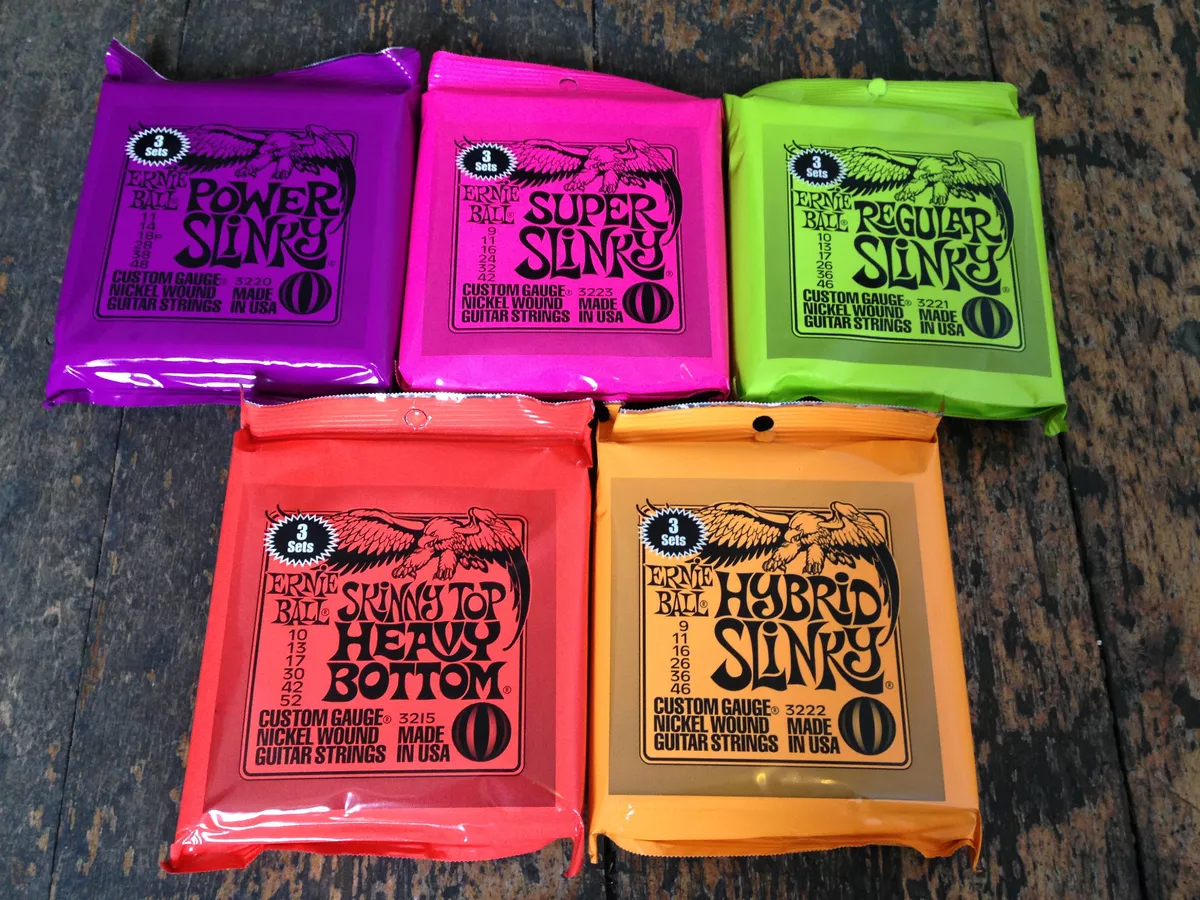 3
Sets
ERNIE
BALL
POWER
SLINKY®
11
14
18p
28
38
48
CUSTOM GAUGE®
NICKEL WOUND
GUITAR STRINGS
3220
MADE
IN USA
3
Sets
ERNIE
BALL®
SUPER
SLINKY®
9
11
16
24
32
42
CUSTOM GAUGE®
NICKEL WOUND
GUITAR STRINGS
3223
MADE
IN USA
3
Sets
ERNIE
BALL®
REGULAR
SLINKY®
10
13
17
26
36
46
CUSTOM GAUGE®
NICKEL WOUND
GUITAR STRINGS
3221
MADE
IN USA
3
Sets
ERNIE
BALL®
SKINNY TOP
HEAVY
BOTTOM®
10
13
17
30
42
52
CUSTOM GAUGE®
NICKEL WOUND
GUITAR STRINGS
3215
MADE
IN USA
3
Sets
ERNIE
BALL®
HYBRID
SLINKY®
9
11
16
26
36
46
CUSTOM GAUGE®
NICKEL WOUND
GUITAR STRINGS
3222
MADE
IN USA